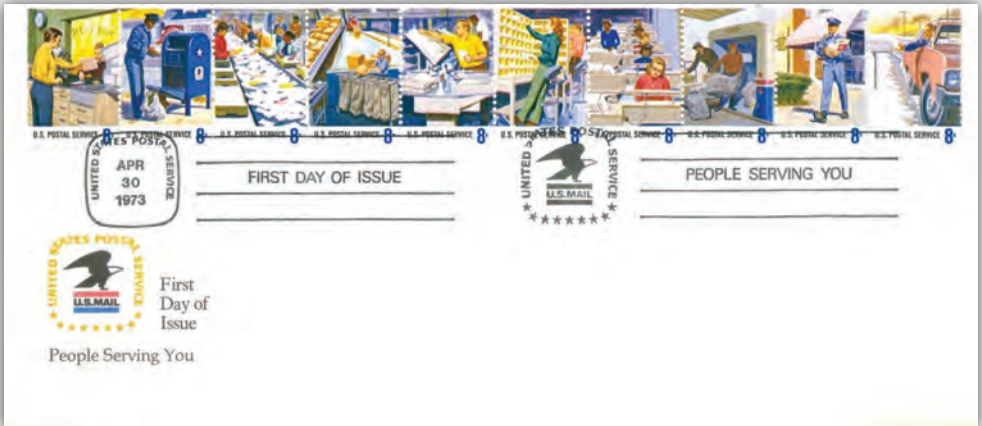 U.S. POSTAL SERVICE 8¢ U.S. POSTAL SERVICE 8¢ U.S. POSTAL SERVICE 8¢ U.S. POSTAL SERVICE 8¢ U.S. POSTAL SERVICE 8¢ U.S. POSTAL SERVICE 8¢ U.S. POSTAL SERVICE 8¢ U.S. POSTAL SERVICE 8¢ U.S. POSTAL SERVICE 8¢ U.S. POSTAL SERVICE 8¢
UNITED STATES POSTAL SERVICE
APR
30
1973
FIRST DAY OF ISSUE
UNITED STATES POSTAL SERVICE
U.S.MAIL
PEOPLE SERVING YOU
UNITED STATES POSTAL SERVICE
U.S.MAIL
First
Day of
Issue
People Serving You